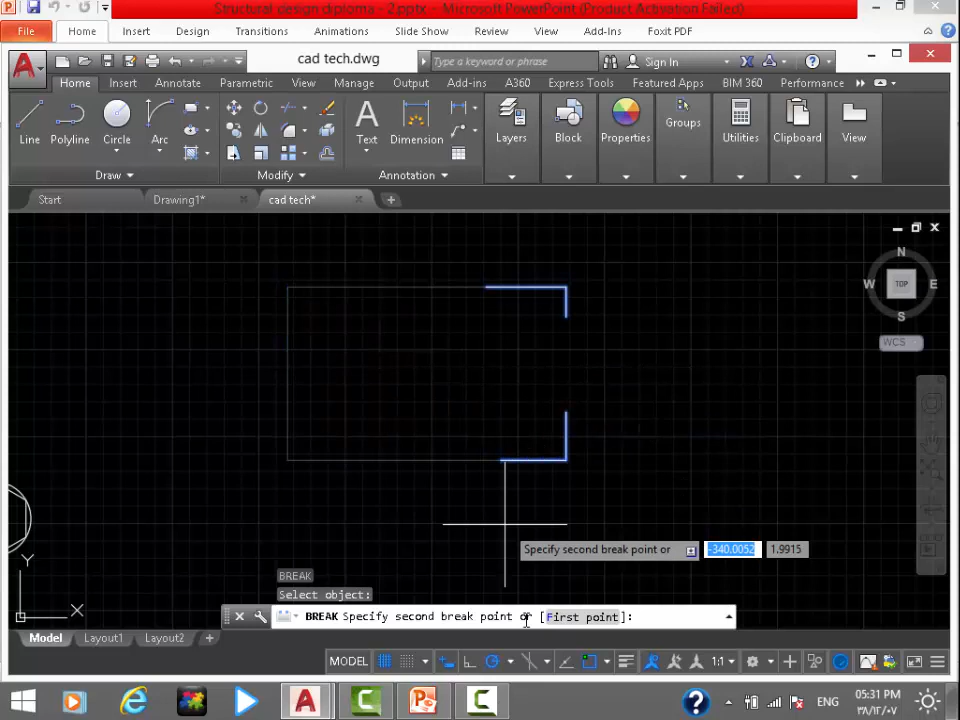 Structural design diploma - 2.pptx - Microsoft PowerPoint (Product Activation Failed)
File Home Insert Design Transitions Animations Slide Show Review View Add-Ins Foxit PDF
cad tech.dwg Type a keyword or phrase Sign In
Home Insert Annotate Parametric View Manage Output Add-ins A360 Express Tools Featured Apps BIM 360 Performance
Line Polyline Circle Arc Text Dimension Layers Block Properties Groups Utilities Clipboard View
Draw Modify Annotation
Start Drawing1* cad tech*
N
W TOP E
S
WCS
Specify second break point or -340.0052 1.9915
Y
X
BREAK
Select object:
BREAK Specify second break point or [First point]:
Model Layout1 Layout2
MODEL 1:1
ENG 05:31 PM
٣٨/١٢/٠٧